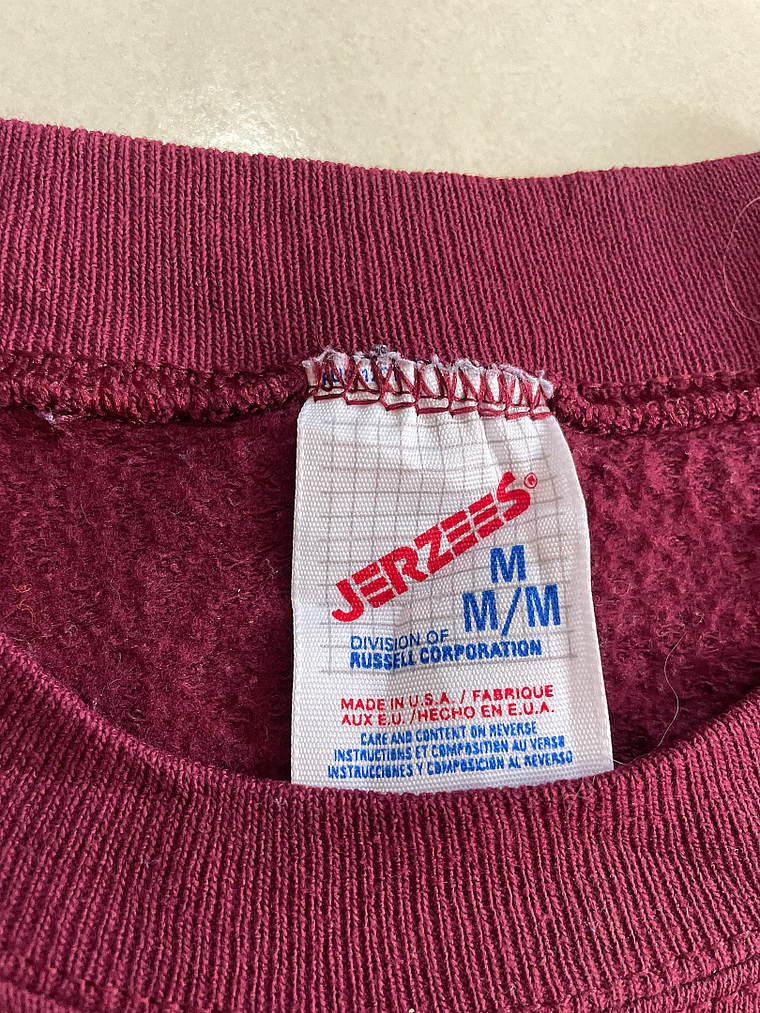 JERZEES®
M
M/M
DIVISION OF
RUSSELL CORPORATION
MADE IN U.S.A. / FABRIQUE
AUX E.U. / HECHO EN E.U.A.
CARE AND CONTENT ON REVERSE
INSTRUCTIONS ET COMPOSITION AU VERSO
INSTRUCCIONES Y COMPOSICIÓN AL REVERSO